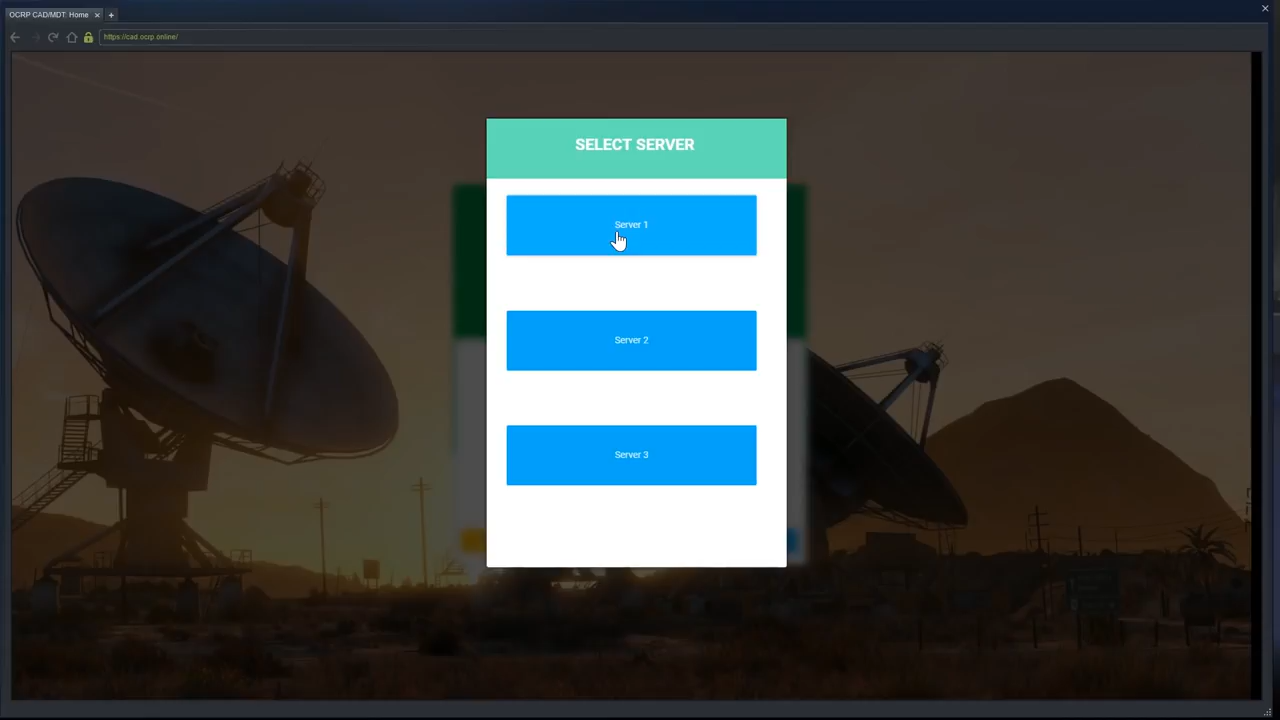 OCRP CAD/MDT: Home
https://cad.ocrp.online/
SELECT SERVER
Server 1
Server 2
Server 3